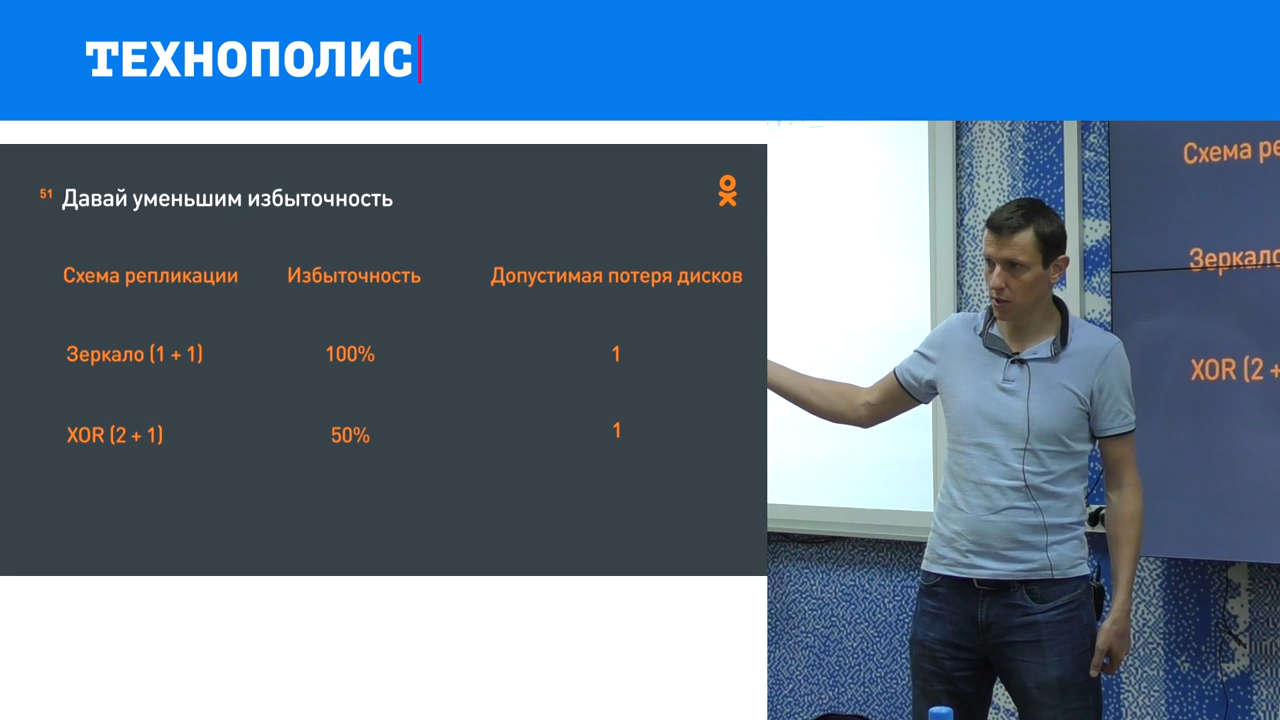 ТЕХНОПОЛИС
51 Давай уменьшим избыточность
Схема репликации Избыточность Допустимая потеря дисков
Зеркало (1 + 1) 100% 1
XOR (2 + 1) 50% 1
Схема
Зеркало
XOR (2 +